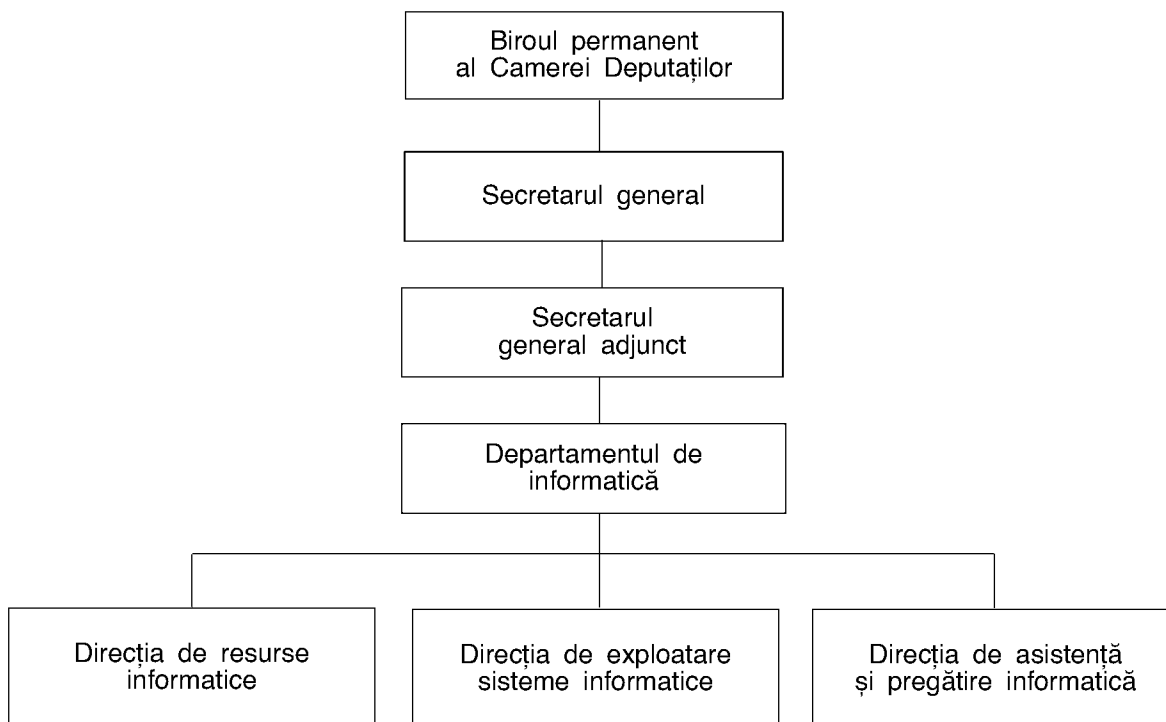 Biroul permanent
al Camerei Deputaților
Secretarul general
Secretarul
general adjunct
Departamentul de
informatică
Direcția de resurse
informatice
Direcția de exploatare
sisteme informatice
Direcția de asistență
și pregătire informatică